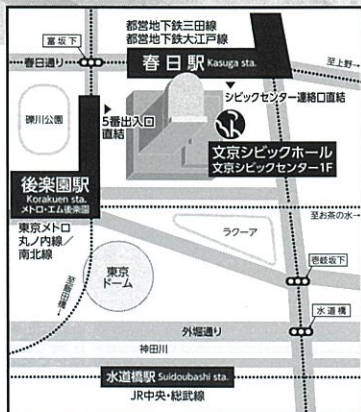 都営地下鉄三田線
都営地下鉄大江戸線
富坂下
春日通り
春日駅 Kasuga sta.
至上野→
シビックセンター連絡口直結
礫川公園
5番出入口
直結
文京シビックホール
文京シビックセンター1F
後楽園駅
Korakuen sta.
メトロ・エム後楽園
東京メトロ
丸ノ内線／
南北線
至お茶の水→
ラクーア
東京
ドーム
至飯田橋
壱岐坂下
水道橋
外堀通り
神田川
水道橋駅 Suidoubashi sta.
JR中央・総武線